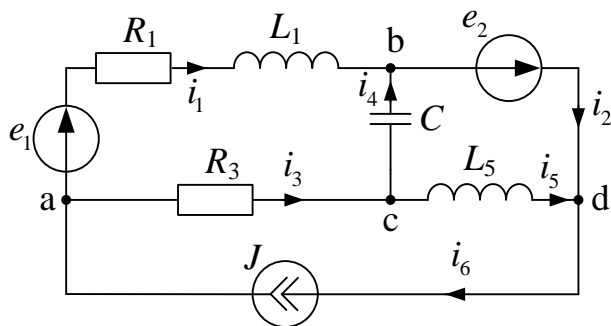 R₁ L₁ b e₂
i₁ i₄ C i₂
e₁
R₃ i₃ L₅ i₅
a c d
J i₆